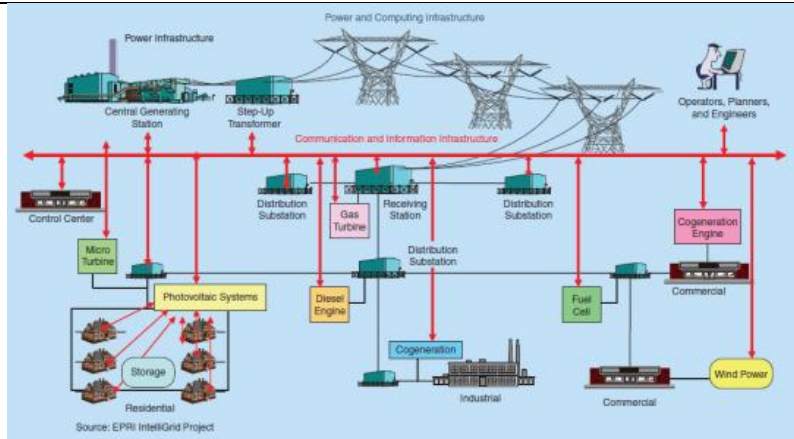 Power and Computing Infrastructure
Power Infrastructure
Central Generating
Station
Step-Up
Transformer
Operators, Planners,
and Engineers
Communication and Information Infrastructure
Control Center
Distribution
Substation
Gas
Turbine
Receiving
Station
Distribution
Substation
Cogeneration
Engine
Micro
Turbine
Distribution
Substation
Photovoltaic Systems
Diesel
Engine
Fuel
Cell
Commercial
Storage
Cogeneration
Wind Power
Residential
Industrial
Commercial
Source: EPRI IntelliGrid Project